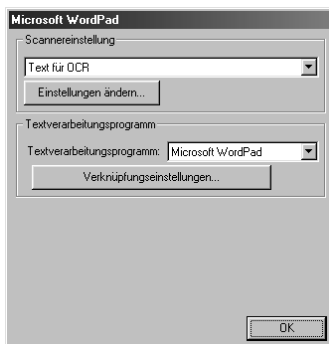 Microsoft WordPad
Scannereinstellung
Text für OCR
Einstellungen ändern...
Textverarbeitungsprogramm
Textverarbeitungsprogramm: Microsoft WordPad
Verknüpfungseinstellungen...
OK